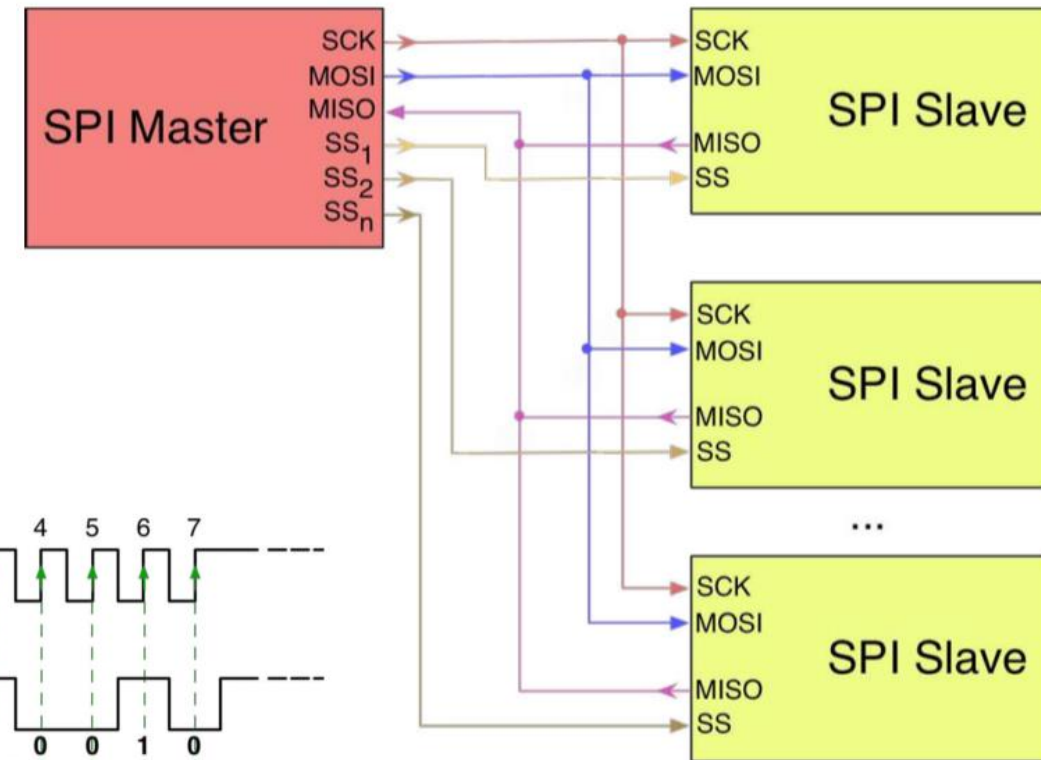 SPI Master
SCK
MOSI
MISO
SS1
SS2
SSn
SCK
MOSI
MISO
SS
SPI Slave
SCK
MOSI
MISO
SS
SPI Slave
...
SCK
MOSI
MISO
SS
SPI Slave
4 5 6 7
0 0 1 0